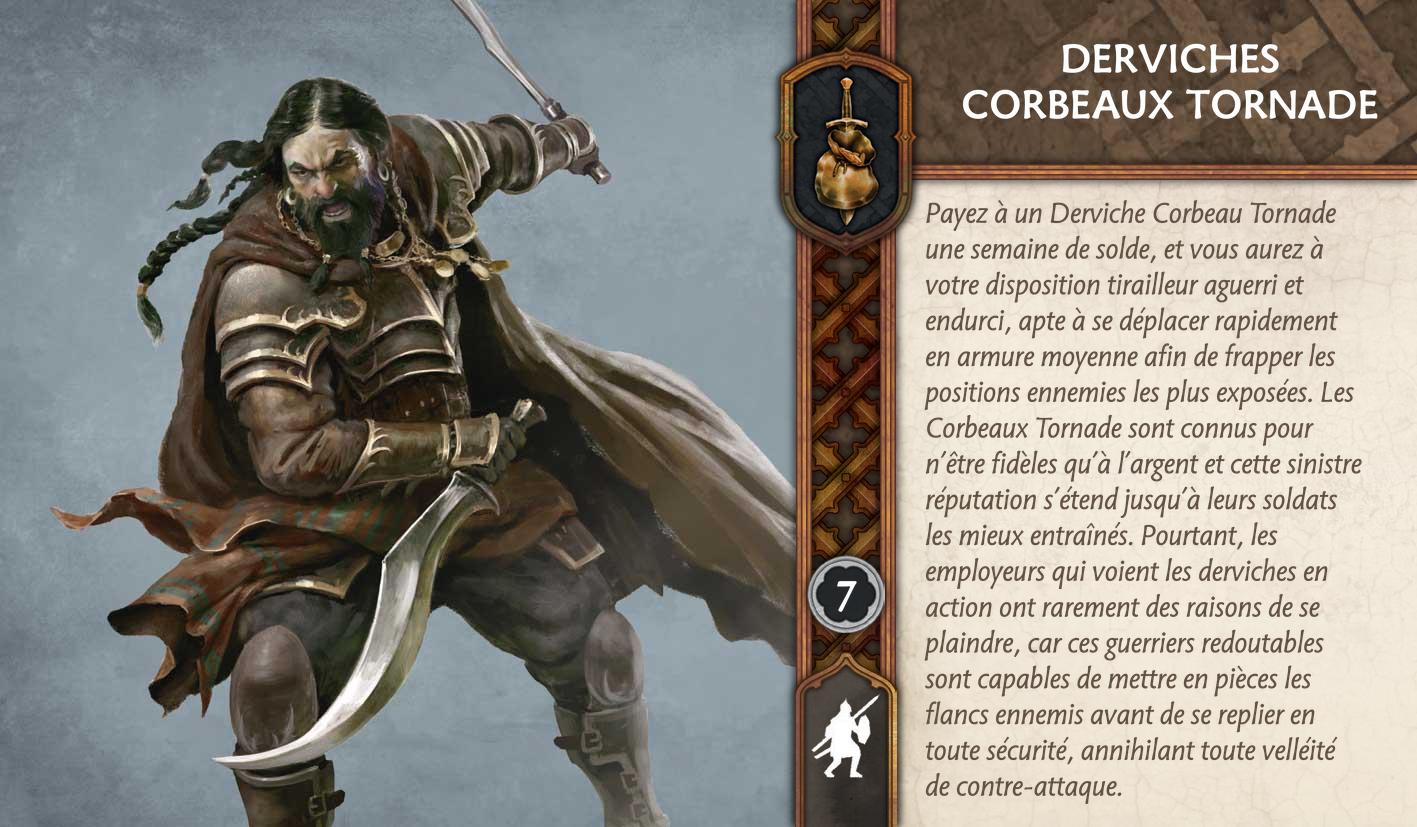 DERVICHES
CORBEAUX TORNADE
Payez à un Derviche Corbeau Tornade
une semaine de solde, et vous aurez à
votre disposition tirailleur aguerri et
endurci, apte à se déplacer rapidement
en armure moyenne afin de frapper les
positions ennemies les plus exposées. Les
Corbeaux Tornade sont connus pour
n'être fidèles qu'à l'argent et cette sinistre
réputation s'étend jusqu'à leurs soldats
les mieux entraînés. Pourtant, les
employeurs qui voient les derviches en
action ont rarement des raisons de se
plaindre, car ces guerriers redoutables
sont capables de mettre en pièces les
flancs ennemis avant de se replier en
toute sécurité, annihilant toute velléité
de contre-attaque.
7